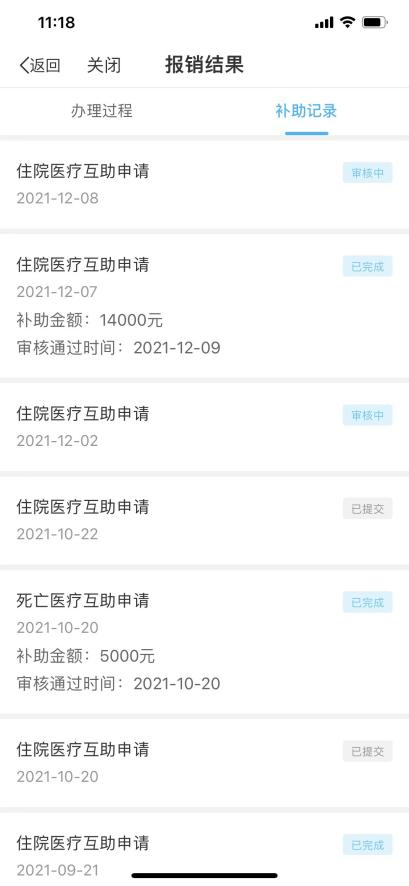 11:18
返回 关闭 报销结果
办理过程 补助记录
住院医疗互助申请 审核中
2021-12-08
住院医疗互助申请 已完成
2021-12-07
补助金额：14000元
审核通过时间：2021-12-09
住院医疗互助申请 审核中
2021-12-02
住院医疗互助申请 已提交
2021-10-22
死亡医疗互助申请 已完成
2021-10-20
补助金额：5000元
审核通过时间：2021-10-20
住院医疗互助申请 已提交
2021-10-20
住院医疗互助申请 已完成
2021-09-21